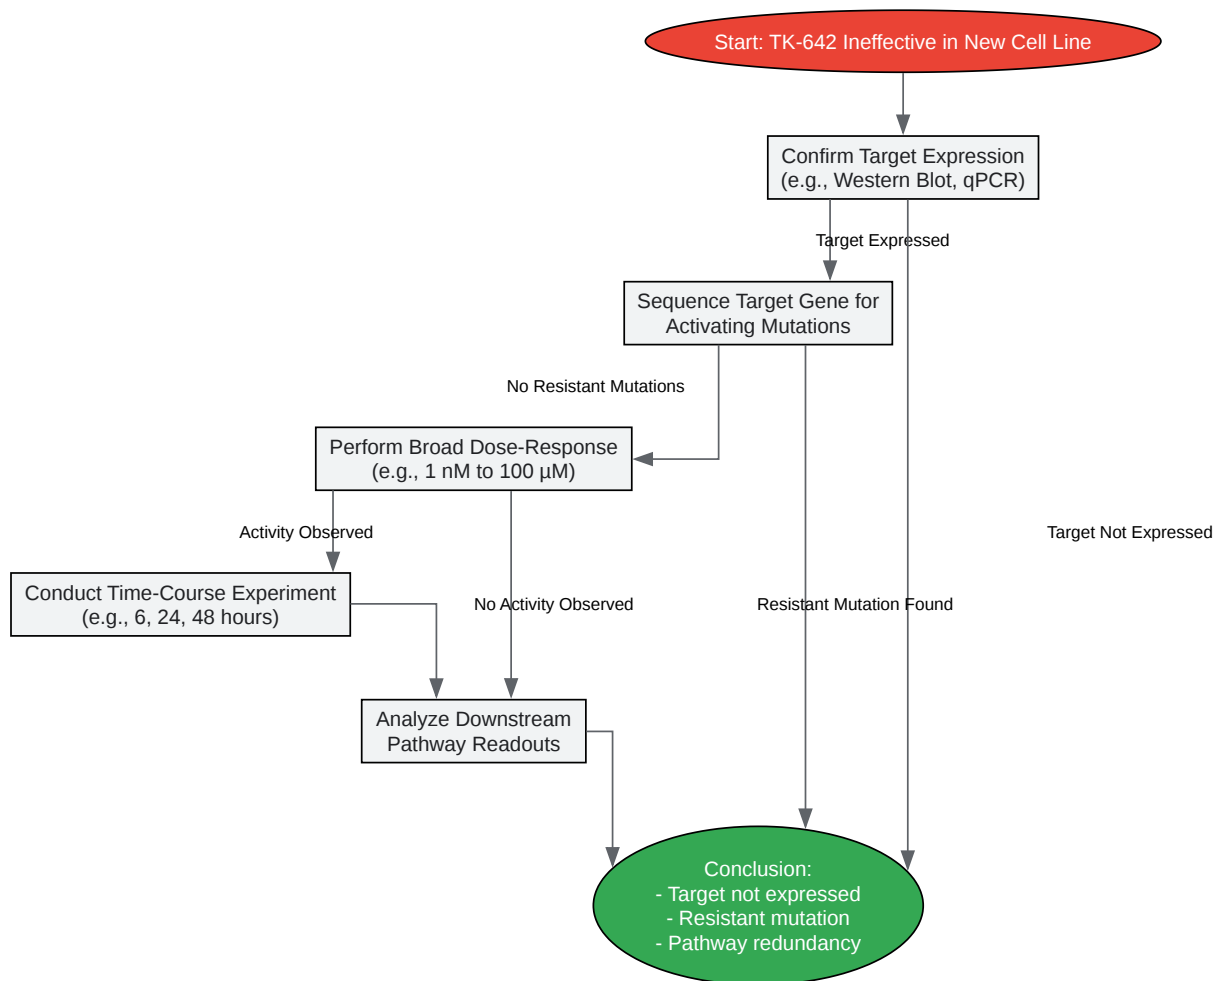 Start: TK-642 Ineffective in New Cell Line
Confirm Target Expression
(e.g., Western Blot, qPCR)
Target Expressed
Sequence Target Gene for
Activating Mutations
No Resistant Mutations
Perform Broad Dose-Response
(e.g., 1 nM to 100 µM)
Activity Observed
Target Not Expressed
Conduct Time-Course Experiment
(e.g., 6, 24, 48 hours)
No Activity Observed
Resistant Mutation Found
Analyze Downstream
Pathway Readouts
Conclusion:
- Target not expressed
- Resistant mutation
- Pathway redundancy